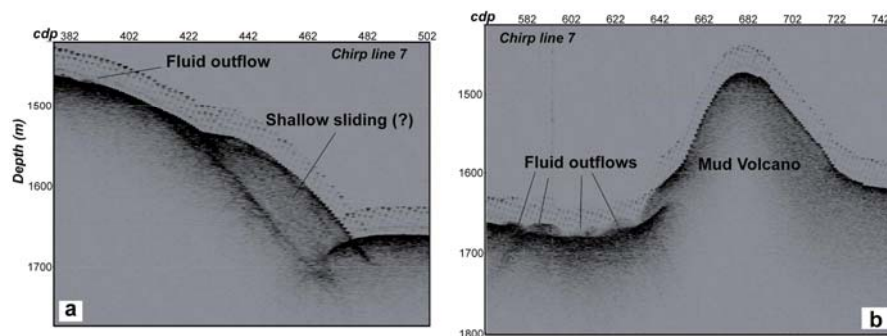 cdp 382 402 422 442 462 482 502
Chirp line 7
Fluid outflow
1500
Shallow sliding (?)
Depth (m)
1600
1700
a
cdp 582 602 622 642 662 682 702 722 742
Chirp line 7
1500
Fluid outflows
Mud Volcano
1600
1700
1800
b